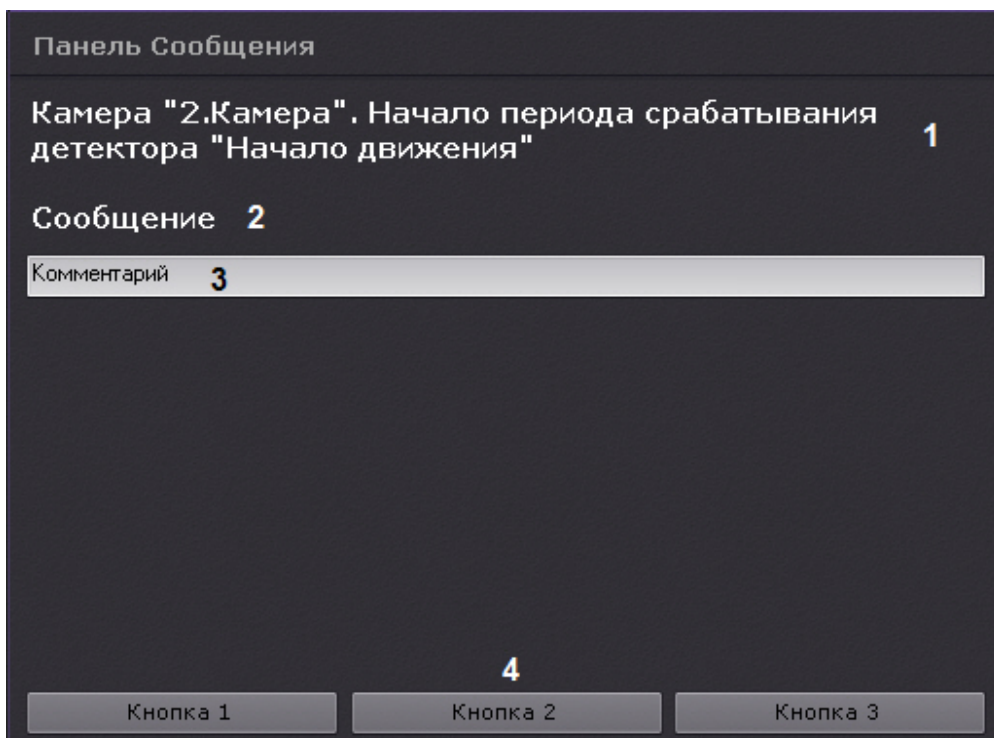 Панель Сообщения
Камера "2.Камера". Начало периода срабатывания
детектора "Начало движения"
1
Сообщение 2
Комментарий 3
4
Кнопка 1 Кнопка 2 Кнопка 3